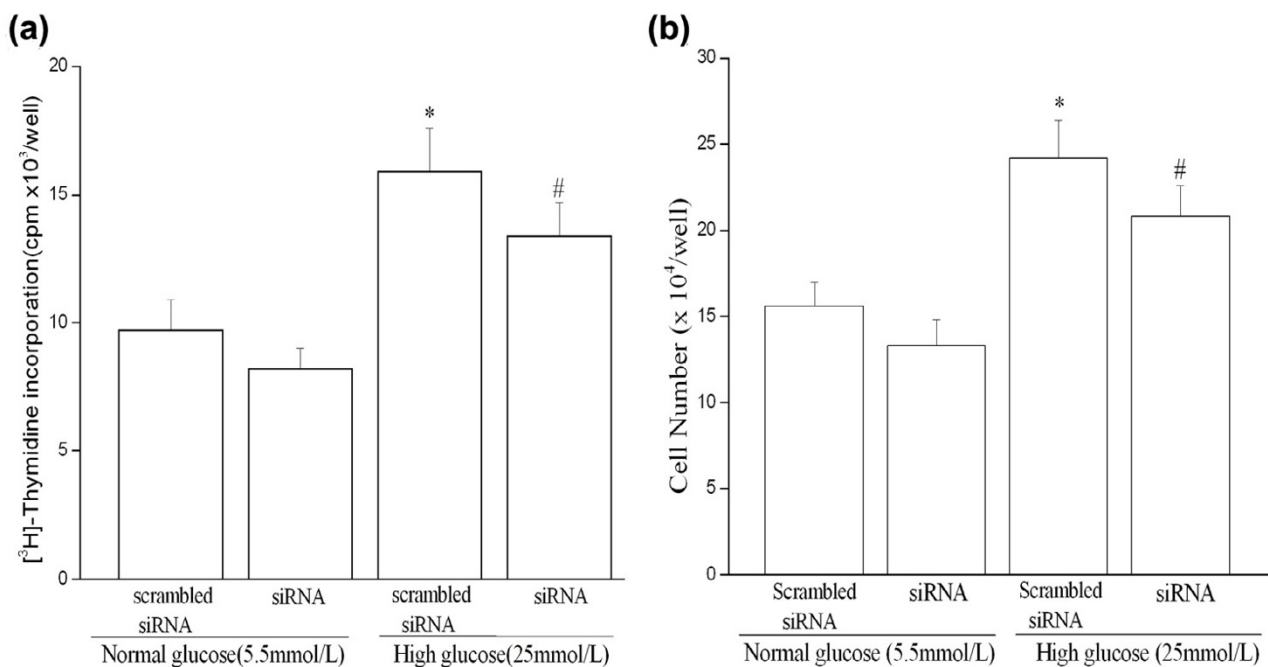 (a)
[³H]-Thymidine incorporation(cpm x10³/well)
20
15
10
5
0
*
#
scrambled siRNA scrambled siRNA
siRNA siRNA
Normal glucose(5.5mmol/L) High glucose(25mmol/L)
(b)
Cell Number (x 10⁴/well)
30
25
20
15
10
5
0
*
#
Scrambled siRNA Scrambled siRNA
siRNA siRNA
Normal glucose (5.5mmol/L) High glucose (25mmol/L)